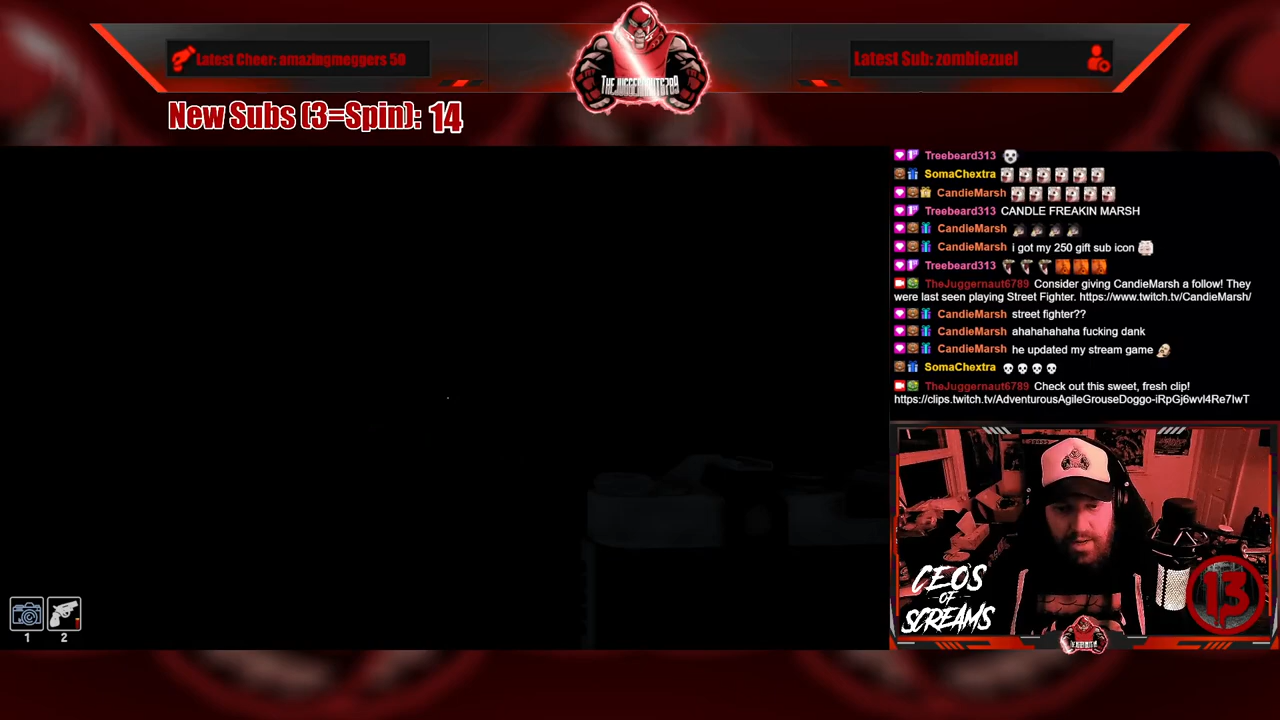 Latest Cheer: amazingmeggers 50
TheJuggernaut6789
Latest Sub: zombiezuel
New Subs (3=Spin): 14
Treebeard313
SomaChextra
CandieMarsh
Treebeard313 CANDLE FREAKIN MARSH
CandieMarsh
CandieMarsh i got my 250 gift sub icon
Treebeard313
TheJuggernaut6789 Consider giving CandieMarsh a follow! They
were last seen playing Street Fighter. https://www.twitch.tv/CandieMarsh/
CandieMarsh street fighter??
CandieMarsh ahahahahaha fucking dank
CandieMarsh he updated my stream game
SomaChextra
TheJuggernaut6789 Check out this sweet, fresh clip!
https://clips.twitch.tv/AdventurousAgileGrouseDoggo-iRpGj6wvl4Re7IwT
CEOS
OF
SCREAMS
13
1 2